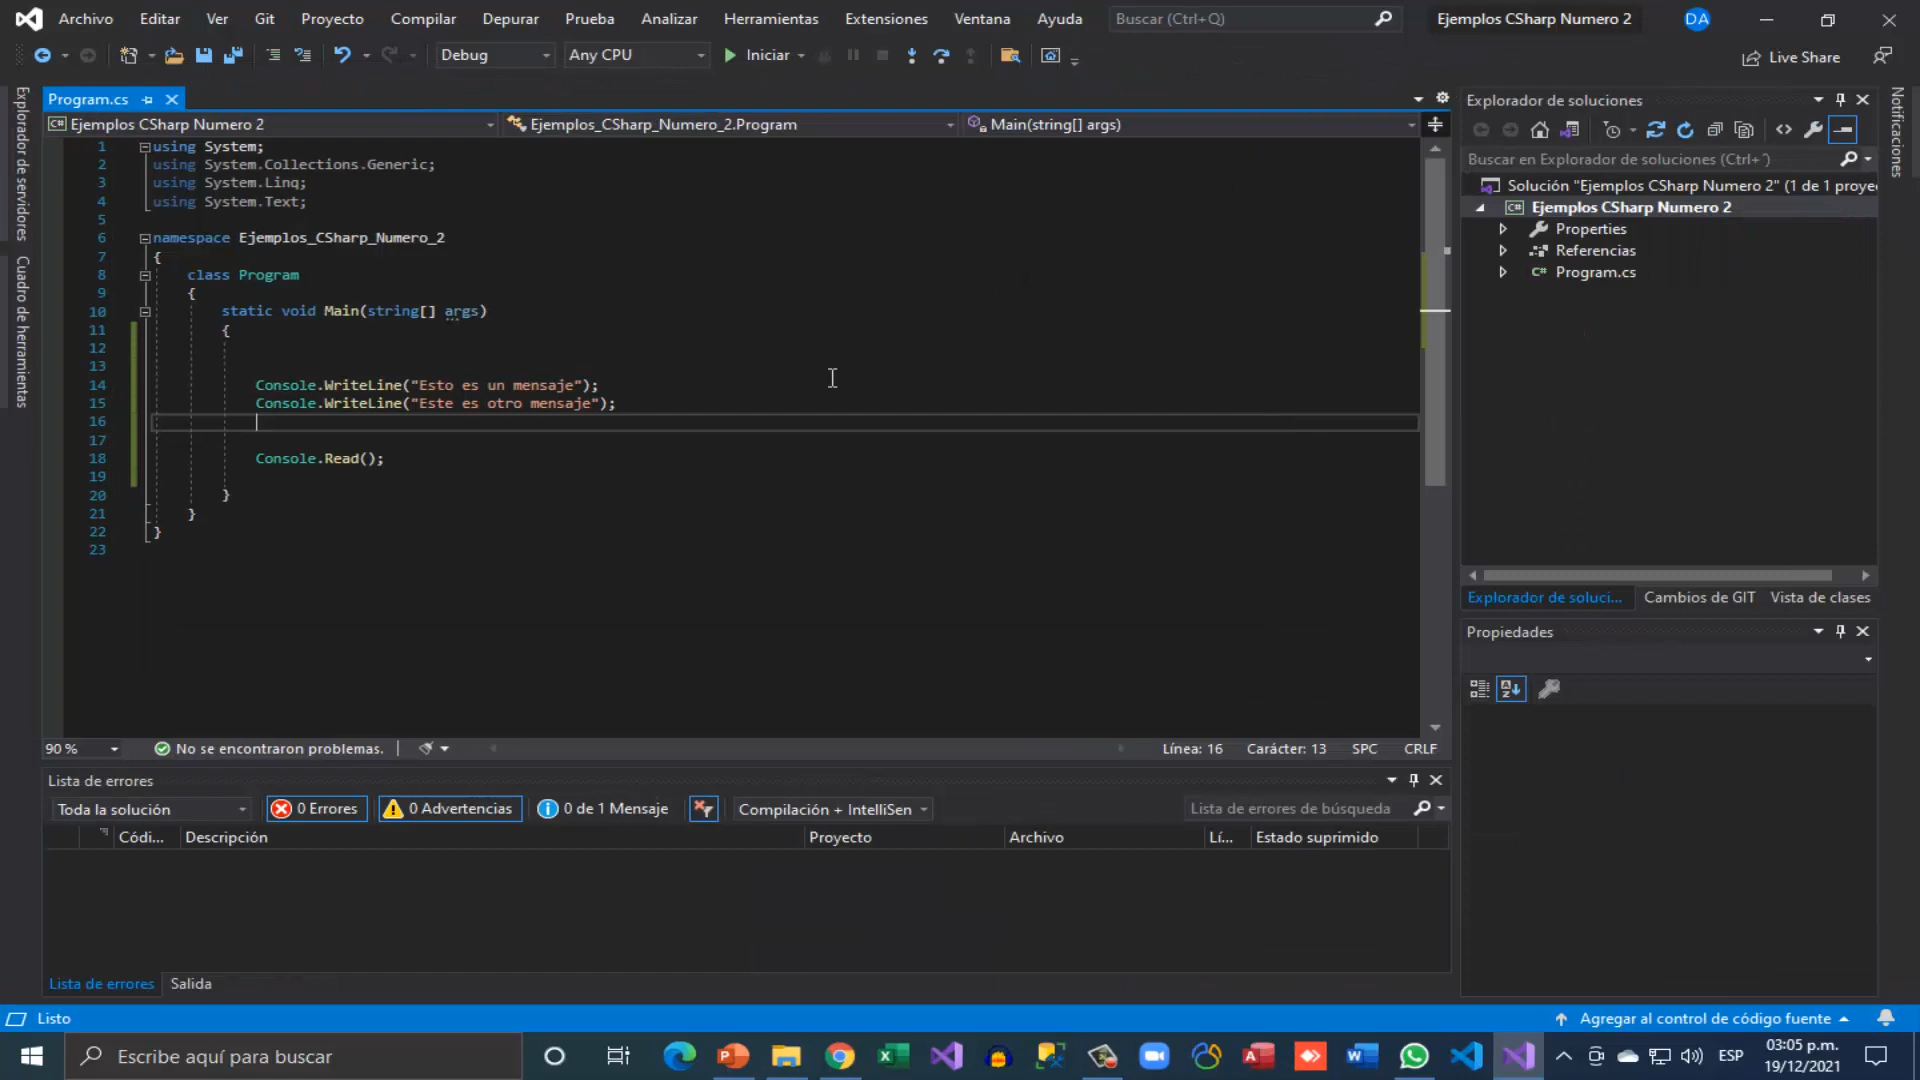 Archivo Editar Ver Git Proyecto Compilar Depurar Prueba Analizar Herramientas Extensiones Ventana Ayuda Buscar (Ctrl+Q) Ejemplos CSharp Numero 2 DA
Debug Any CPU Iniciar Live Share
Explorador de servidores
Cuadro de herramientas
Program.cs
Ejemplos CSharp Numero 2 Ejemplos_CSharp_Numero_2.Program Main(string[] args)
1 using System;
2 using System.Collections.Generic;
3 using System.Linq;
4 using System.Text;
5
6 namespace Ejemplos_CSharp_Numero_2
7 {
8 class Program
9 {
10 static void Main(string[] args)
11 {
12
13
14 Console.WriteLine("Esto es un mensaje");
15 Console.WriteLine("Este es otro mensaje");
16
17
18 Console.Read();
19
20 }
21 }
22 }
23
90 % No se encontraron problemas. Línea: 16 Carácter: 13 SPC CRLF
Lista de errores
Toda la solución 0 Errores 0 Advertencias 0 de 1 Mensaje Compilación + IntelliSen Lista de errores de búsqueda
Códi... Descripción Proyecto Archivo Lí... Estado suprimido
Lista de errores Salida
Explorador de soluciones
Buscar en Explorador de soluciones (Ctrl+´)
Solución "Ejemplos CSharp Numero 2" (1 de 1 proye
Ejemplos CSharp Numero 2
Properties
Referencias
Program.cs
Explorador de soluci... Cambios de GIT Vista de clases
Propiedades
Notificaciones
Listo Agregar al control de código fuente
Escribe aquí para buscar ESP 03:05 p.m.
19/12/2021